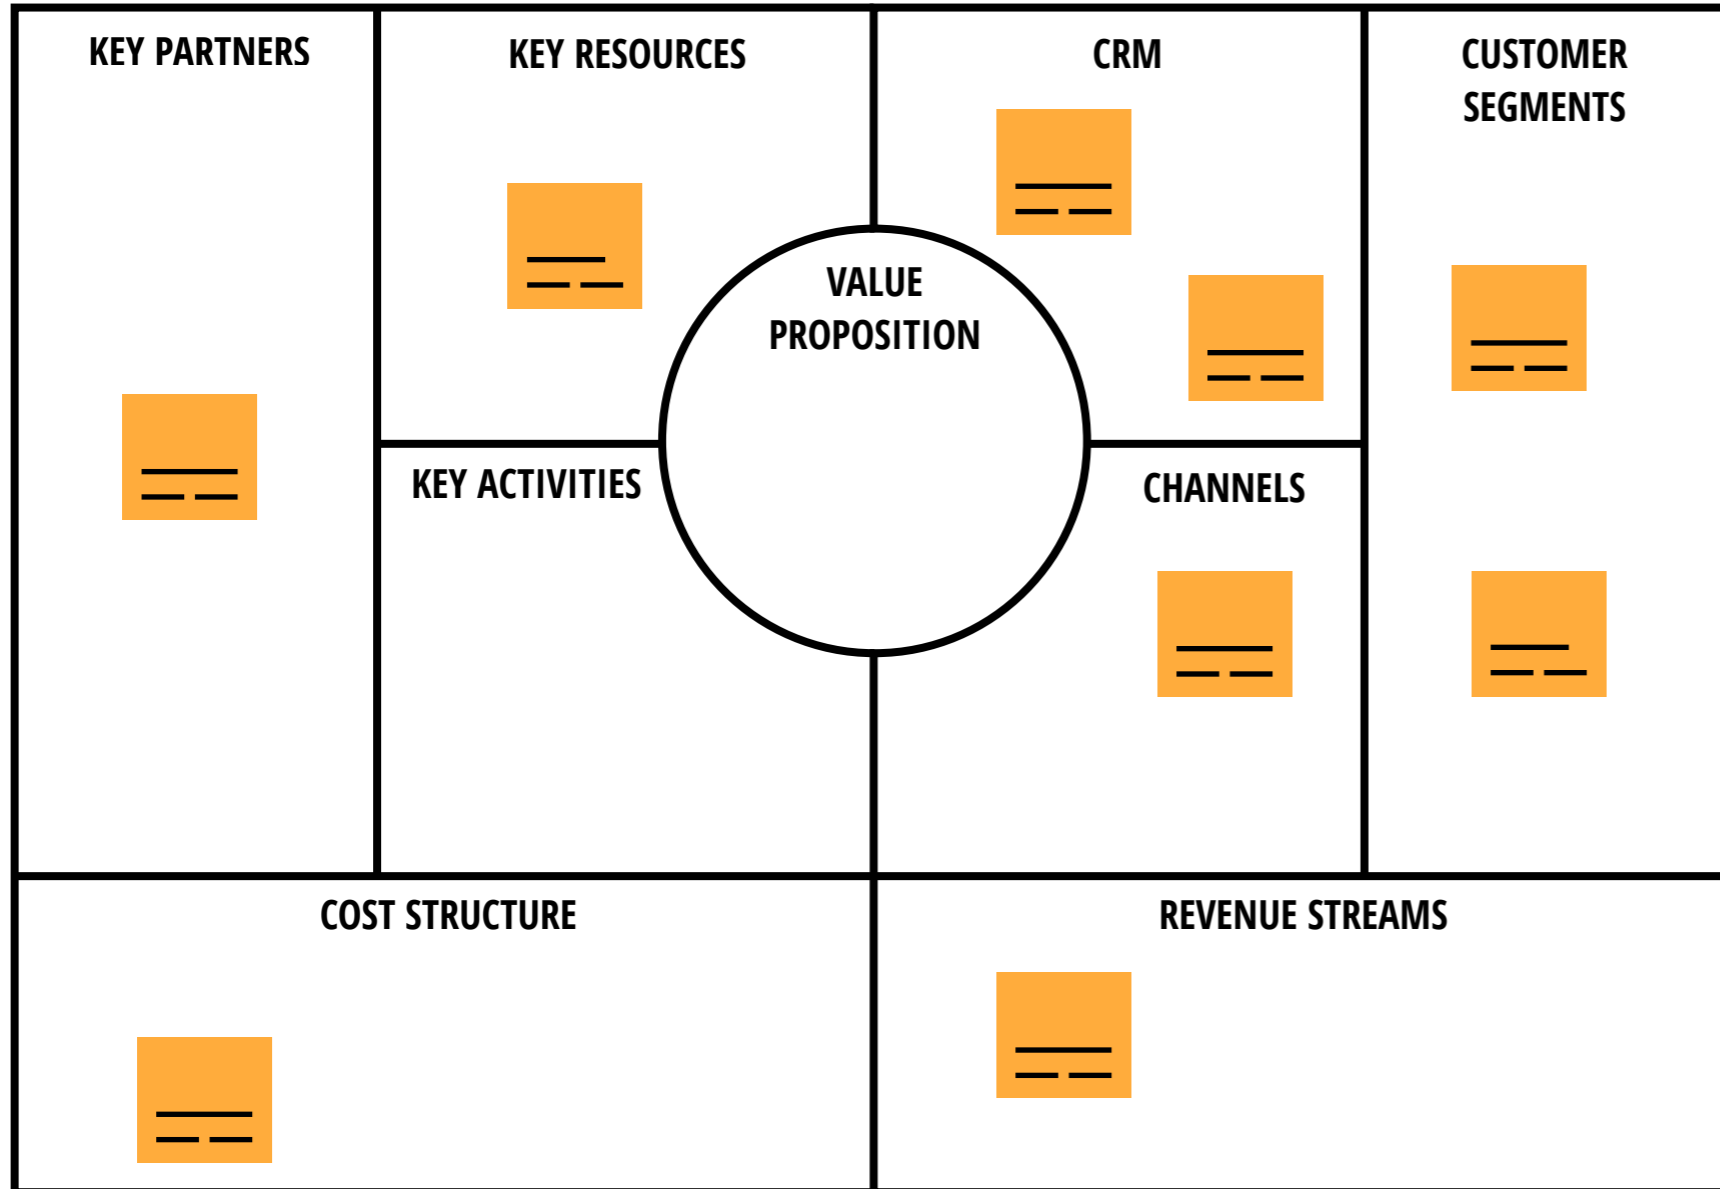 KEY PARTNERS
KEY RESOURCES
CRM
CUSTOMER
SEGMENTS
VALUE
PROPOSITION
KEY ACTIVITIES
CHANNELS
COST STRUCTURE
REVENUE STREAMS